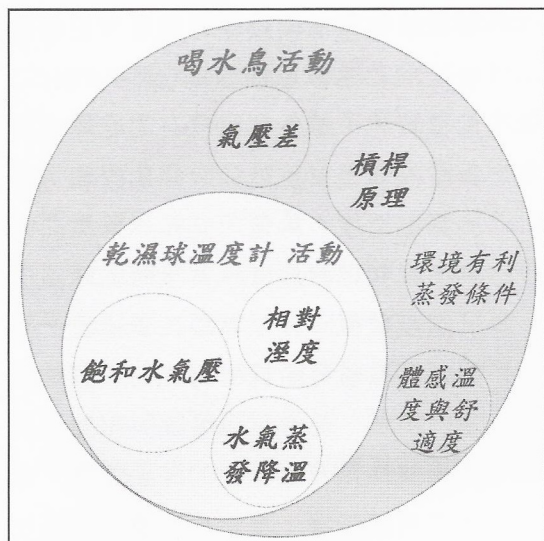 喝水鳥活動
氣壓差
槓桿
原理
環境有利
蒸發條件
乾濕球溫度計 活動
相對
溼度
飽和水氣壓
體感溫
度與舒
適度
水氣蒸
發降溫